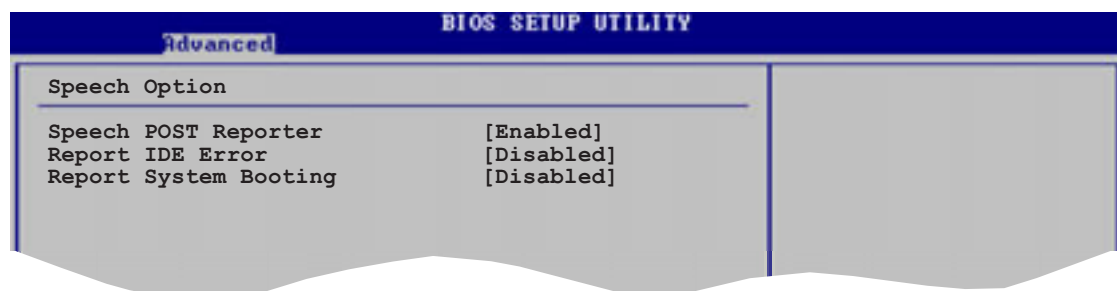 BIOS SETUP UTILITY
Advanced
Speech Option
Speech POST Reporter [Enabled]
Report IDE Error [Disabled]
Report System Booting [Disabled]